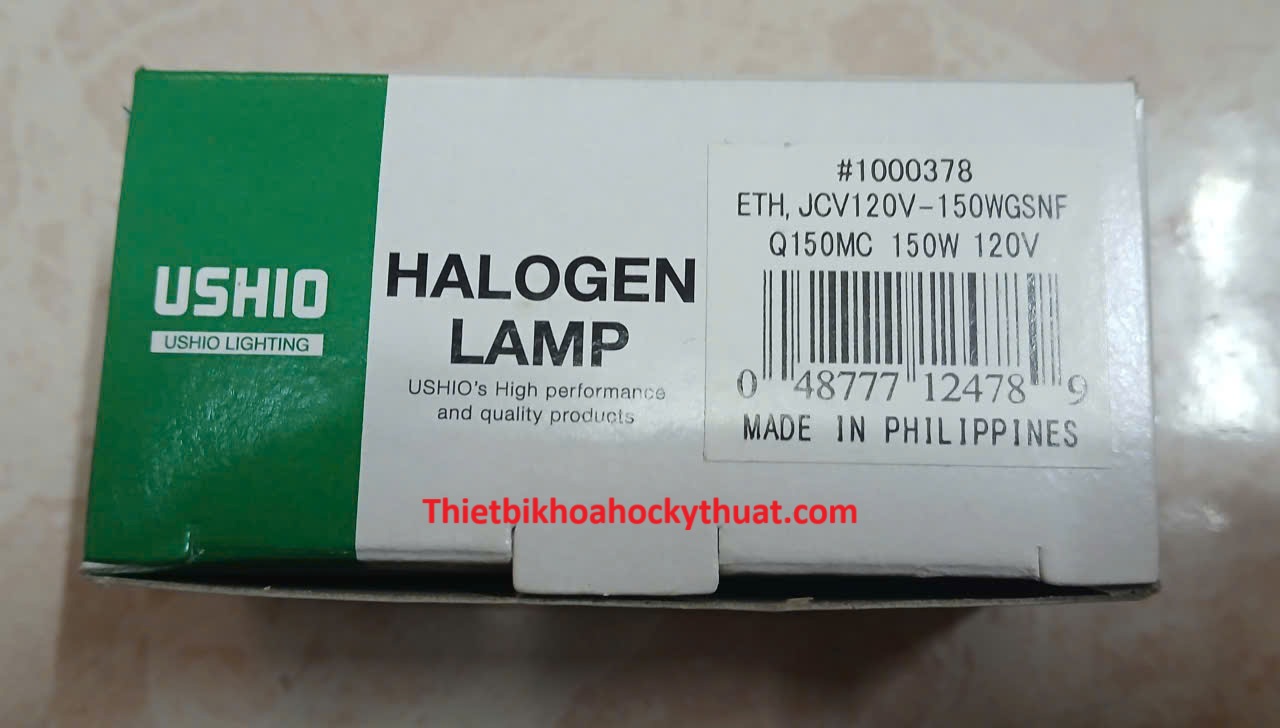 USHIO
USHIO LIGHTING
HALOGEN
LAMP
USHIO's High performance
and quality products
#1000378
ETH, JCV120V-150WGSNF
Q150MC 150W 120V
0 48777 12478 9
MADE IN PHILIPPINES
Thietbikhoahockythuat.com